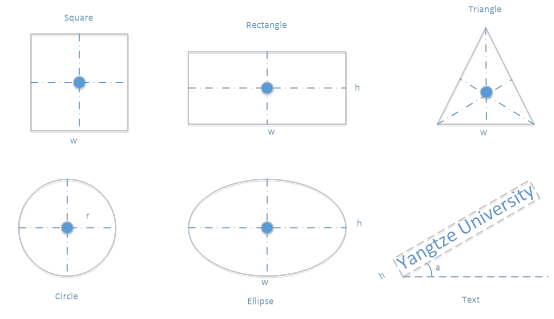 Square
Rectangle
Triangle
h
w
w
w
r
h
w
Yangtze University
h
a
Circle
Ellipse
Text